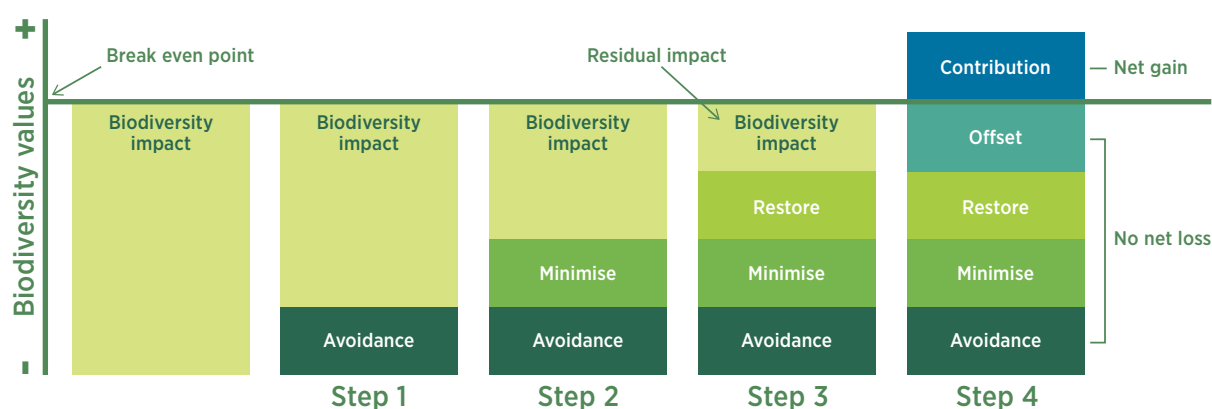 +
Biodiversity values
-
Break even point
Residual impact
Biodiversity
impact
Biodiversity
impact
Avoidance
Step 1
Biodiversity
impact
Minimise
Avoidance
Step 2
Biodiversity
impact
Restore
Minimise
Avoidance
Step 3
Contribution
Offset
Restore
Minimise
Avoidance
Step 4
Net gain
No net loss